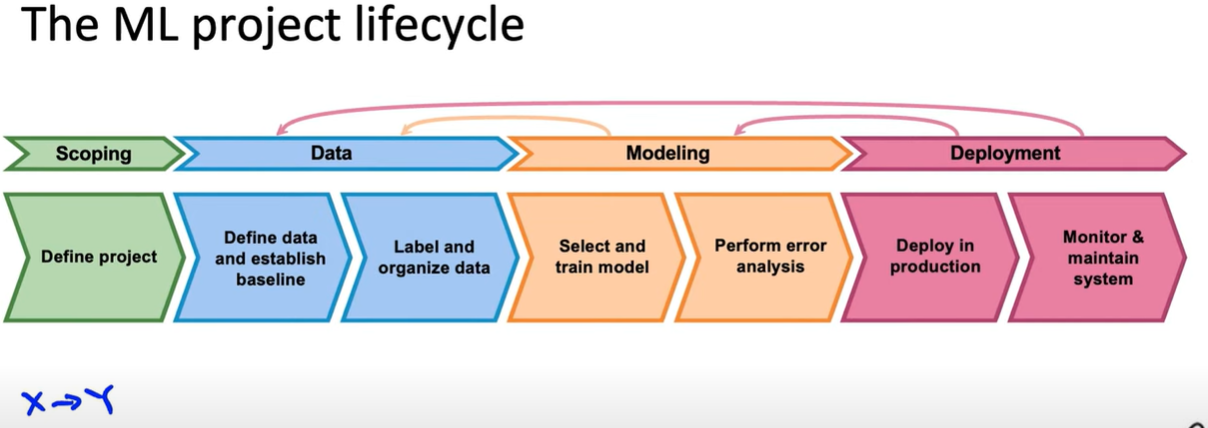 The ML project lifecycle
Scoping
Data
Modeling
Deployment
Define project
Define data
and establish
baseline
Label and
organize data
Select and
train model
Perform error
analysis
Deploy in
production
Monitor &
maintain
system
X→Y